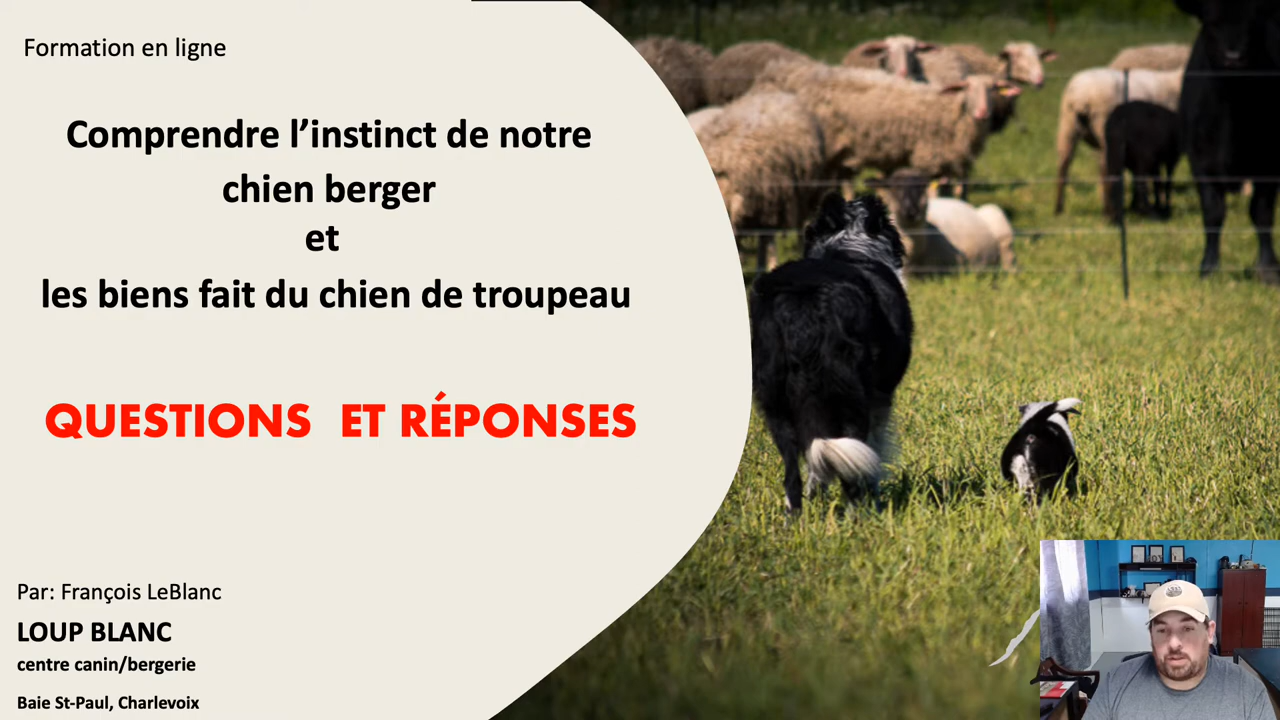 Formation en ligne
Comprendre l’instinct de notre
chien berger
et
les biens fait du chien de troupeau
QUESTIONS ET RÉPONSES
Par: François LeBlanc
LOUP BLANC
centre canin/bergerie
Baie St-Paul, Charlevoix